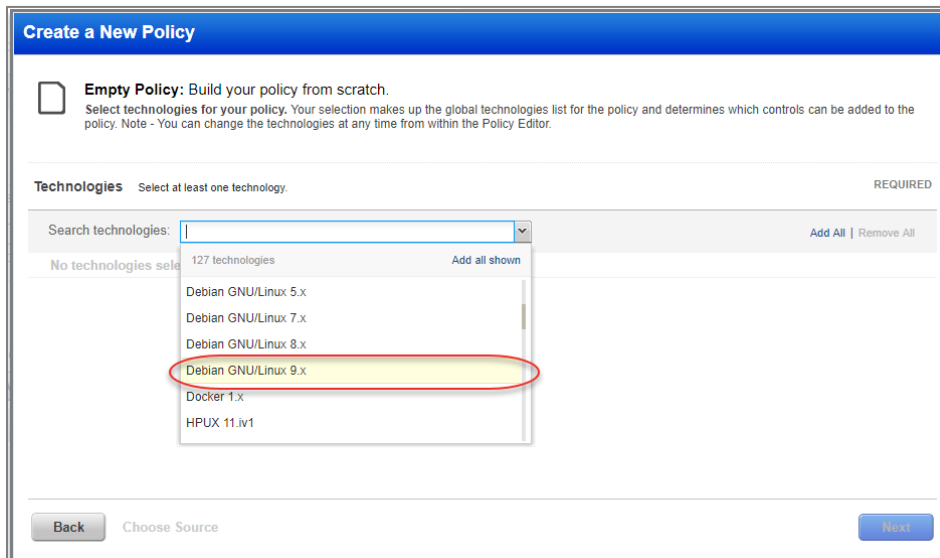 Create a New Policy
Empty Policy: Build your policy from scratch.
Select technologies for your policy. Your selection makes up the global technologies list for the policy and determines which controls can be added to the
policy. Note - You can change the technologies at any time from within the Policy Editor.
Technologies Select at least one technology. REQUIRED
Search technologies: Add All | Remove All
No technologies sele
127 technologies Add all shown
Debian GNU/Linux 5.x
Debian GNU/Linux 7.x
Debian GNU/Linux 8.x
Debian GNU/Linux 9.x
Docker 1.x
HPUX 11.iv1
Back Choose Source Next